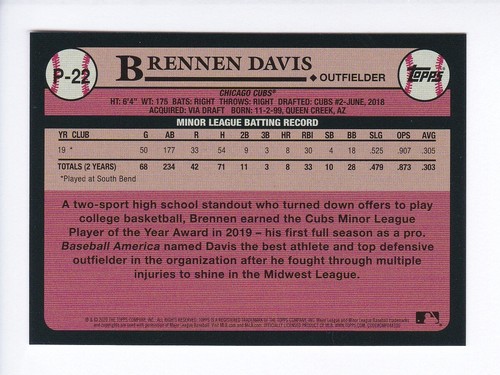 P-22
BRENNEN DAVIS
OUTFIELDER
Topps
CHICAGO CUBS®
HT: 6'4" WT: 175 BATS: RIGHT THROWS: RIGHT DRAFTED: CUBS #2-JUNE, 2018
ACQUIRED: VIA DRAFT BORN: 11-2-99, QUEEN CREEK, AZ
MINOR LEAGUE BATTING RECORD
YR CLUB G AB R H 2B 3B HR RBI SB BB SLG OPS AVG
19 * 50 177 33 54 9 3 8 30 4 18 .525 .907 .305
TOTALS (2 YEARS) 68 234 42 71 11 3 8 33 10 28 .479 .873 .303
*Played at South Bend
A two-sport high school standout who turned down offers to play
college basketball, Brennen earned the Cubs Minor League
Player of the Year Award in 2019 – his first full season as a pro.
Baseball America named Davis the best athlete and top defensive
outfielder in the organization after he fought through multiple
injuries to shine in the Midwest League.